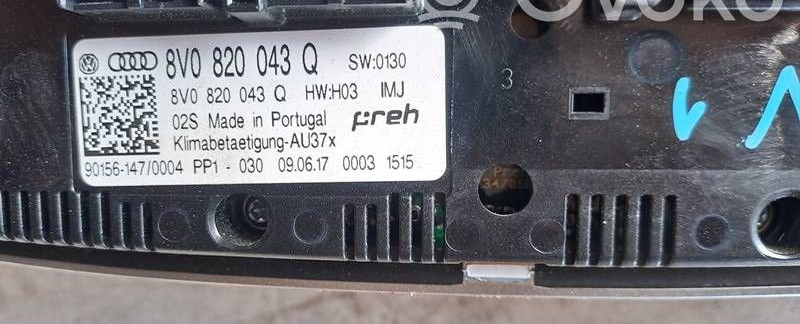 OVOKO
8V0 820 043 Q SW:0130
8V0 820 043 Q HW:H03 IMJ
02S Made in Portugal preh
Klimabetaetigung-AU37x
90156-147/0004 PP1 - 030 09.06.17 0003 1515
3